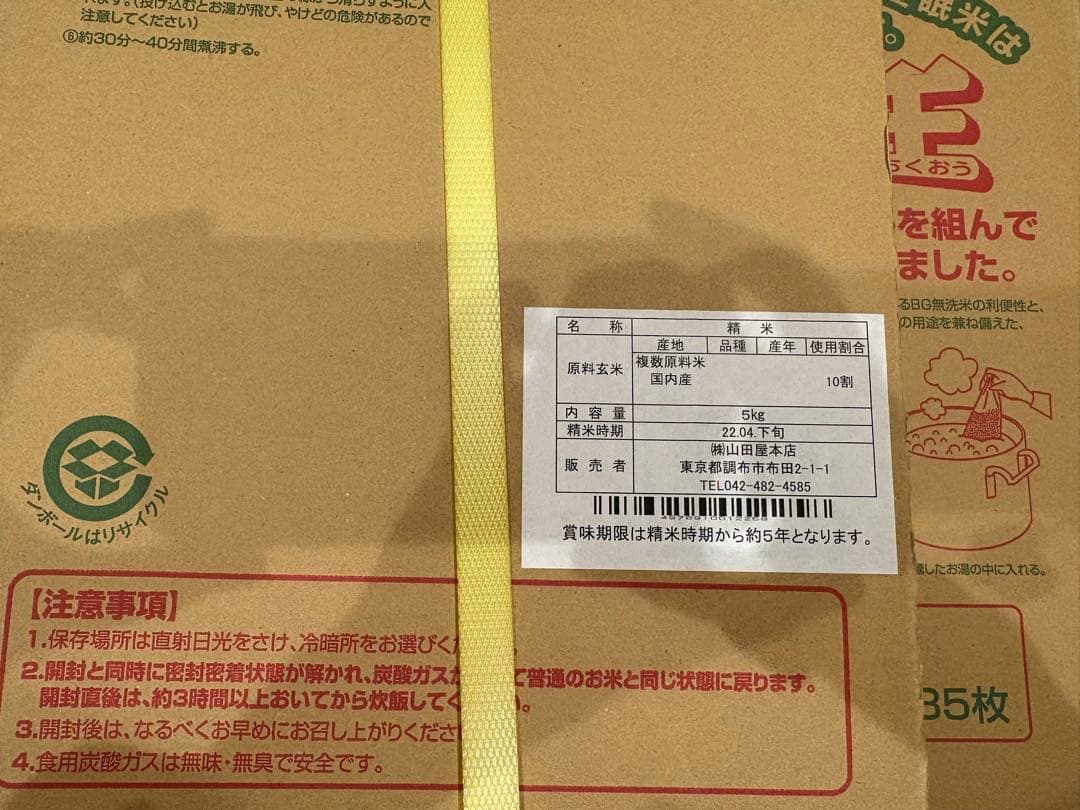 れます。(投げ込むとお湯が飛び、やけどの危険があるので
注意してください)
⑥約30分〜40分間煮沸する。
眠米は
くおう
を組んで
ました。
るBG無洗米の利便性と、
の用途を兼ね備えた、
名 称 精 米
原料玄米 産地 品種 産年 使用割合
複数原料米
国内産 10割
内容量 5kg
精米時期 22.04.下旬
販売者 ㈱山田屋本店
東京都調布市布田2-1-1
TEL042-482-4585
賞味期限は精米時期から約5年となります。
したお湯の中に入れる。
ダンボールはリサイクル
【注意事項】
1.保存場所は直射日光をさけ、冷暗所をお選びく
2.開封と同時に密封密着状態が解かれ、炭酸ガス て普通のお米と同じ状態に戻ります。
開封直後は、約3時間以上おいてから炊飯してく い。
3.開封後は、なるべくお早めにお召し上がりくださ
4.食用炭酸ガスは無味・無臭で安全です。
35枚